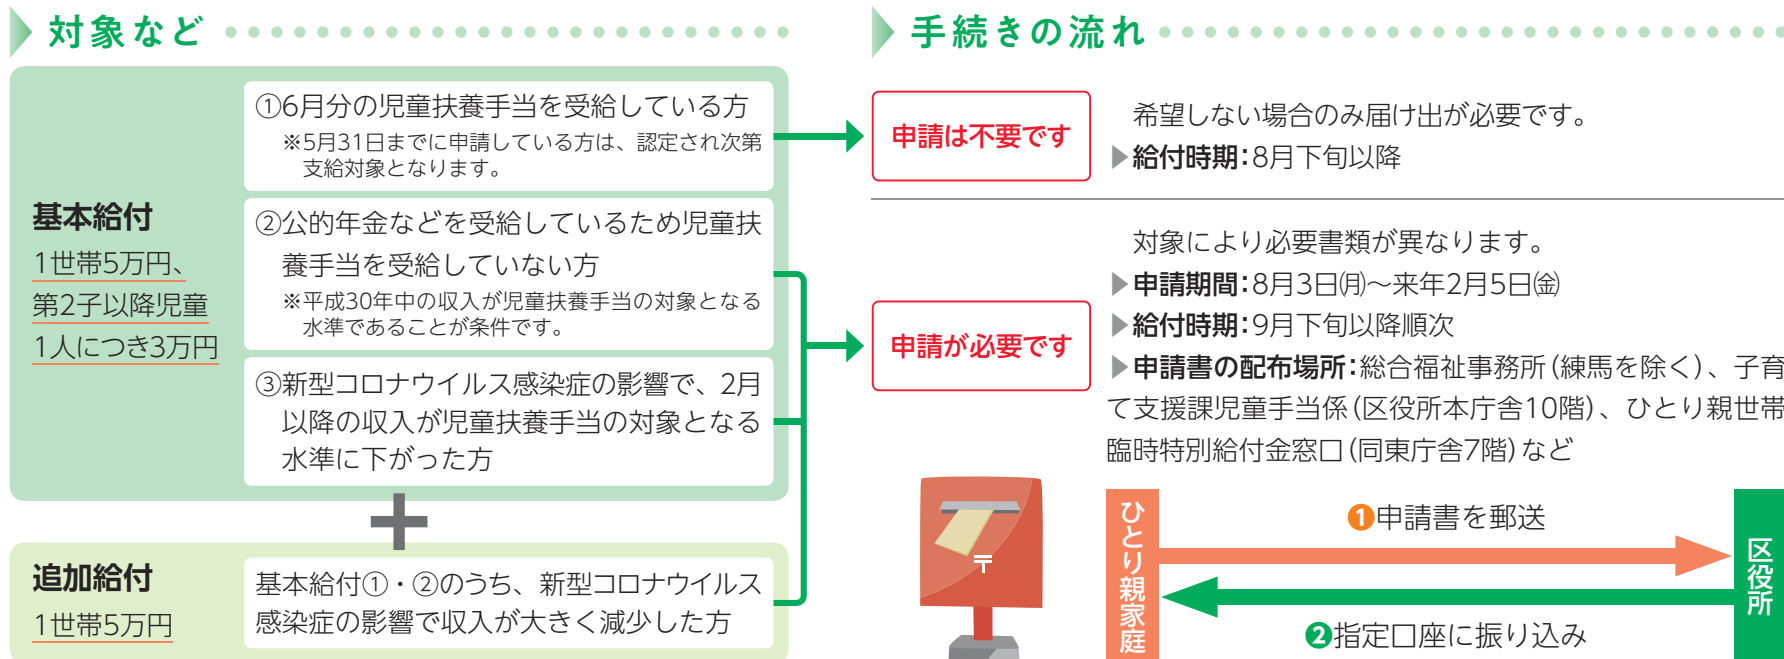 対象など
基本給付
1世帯5万円、
第2子以降児童
1人につき3万円
①6月分の児童扶養手当を受給している方
※5月31日までに申請している方は、認定され次第
支給対象となります。
②公的年金などを受給しているため児童扶
養手当を受給していない方
※平成30年中の収入が児童扶養手当の対象となる
水準であることが条件です。
③新型コロナウイルス感染症の影響で、2月
以降の収入が児童扶養手当の対象となる
水準に下がった方
+
追加給付
1世帯5万円
基本給付①・②のうち、新型コロナウイルス
感染症の影響で収入が大きく減少した方
手続きの流れ
申請は不要です
希望しない場合のみ届け出が必要です。
▶給付時期:8月下旬以降
申請が必要です
対象により必要書類が異なります。
▶申請期間:8月3日㈪〜来年2月5日㈮
▶給付時期:9月下旬以降順次
▶申請書の配布場所:総合福祉事務所(練馬を除く)、子育
て支援課児童手当係(区役所本庁舎10階)、ひとり親世帯
臨時特別給付金窓口(同東庁舎7階)など
〒
ひとり親家庭
❶申請書を郵送
❷指定口座に振り込み
区役所